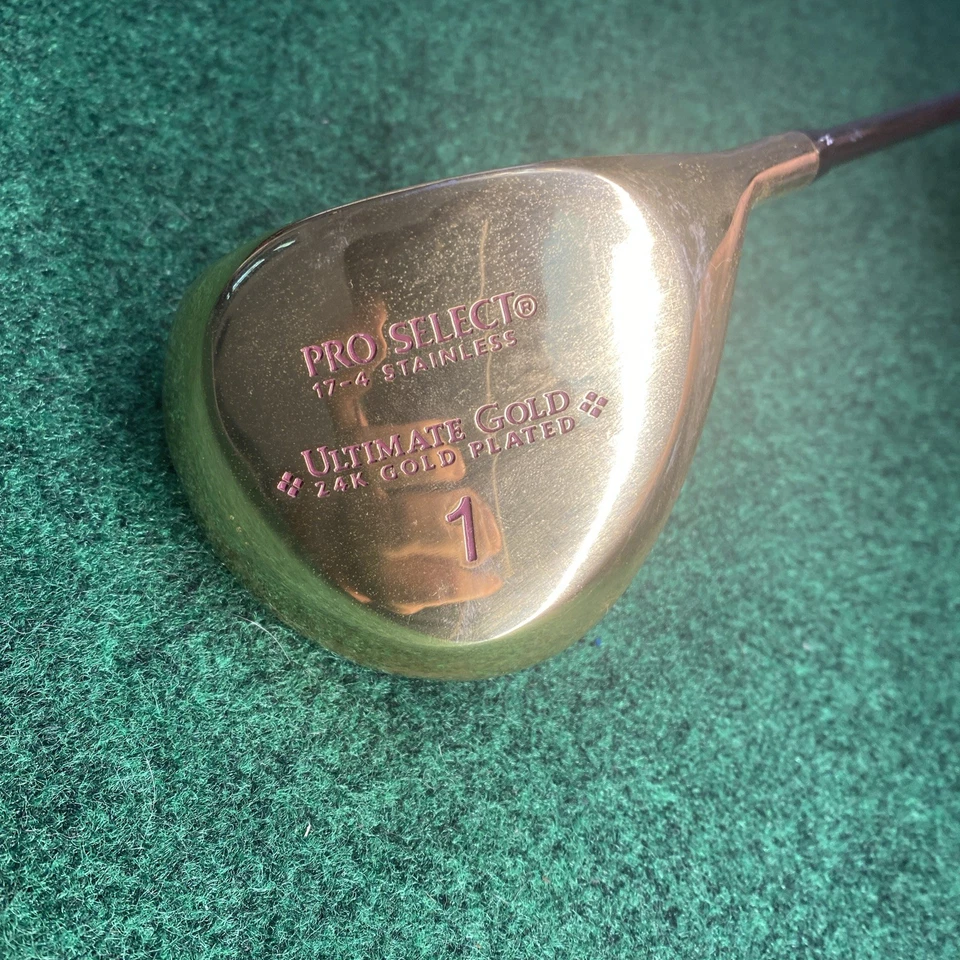 PRO SELECT®
17-4 STAINLESS
ULTIMATE GOLD
24K GOLD PLATED
1